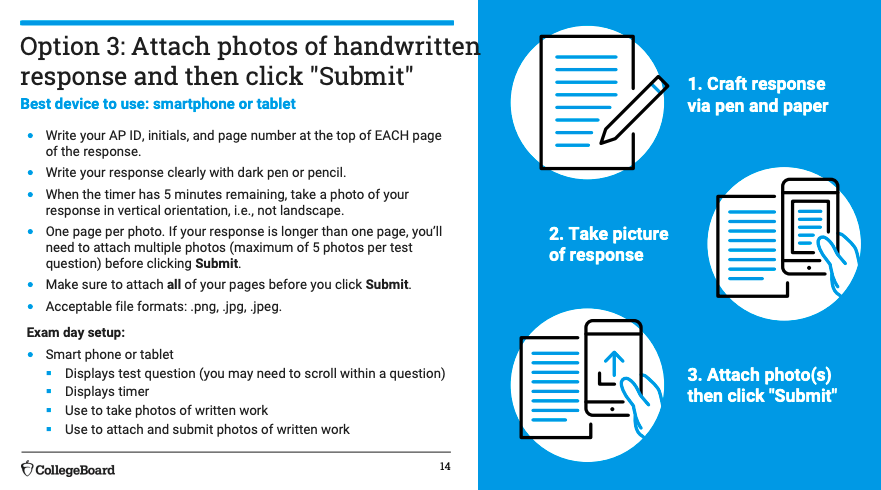 Option 3: Attach photos of handwritten
response and then click "Submit"
Best device to use: smartphone or tablet
• Write your AP ID, initials, and page number at the top of EACH page
of the response.
• Write your response clearly with dark pen or pencil.
• When the timer has 5 minutes remaining, take a photo of your
response in vertical orientation, i.e., not landscape.
• One page per photo. If your response is longer than one page, you'll
need to attach multiple photos (maximum of 5 photos per test
question) before clicking Submit.
• Make sure to attach all of your pages before you click Submit.
• Acceptable file formats: .png, .jpg, .jpeg.
Exam day setup:
• Smart phone or tablet
▪ Displays test question (you may need to scroll within a question)
▪ Displays timer
▪ Use to take photos of written work
▪ Use to attach and submit photos of written work
CollegeBoard
14
1. Craft response
via pen and paper
2. Take picture
of response
3. Attach photo(s)
then click "Submit"